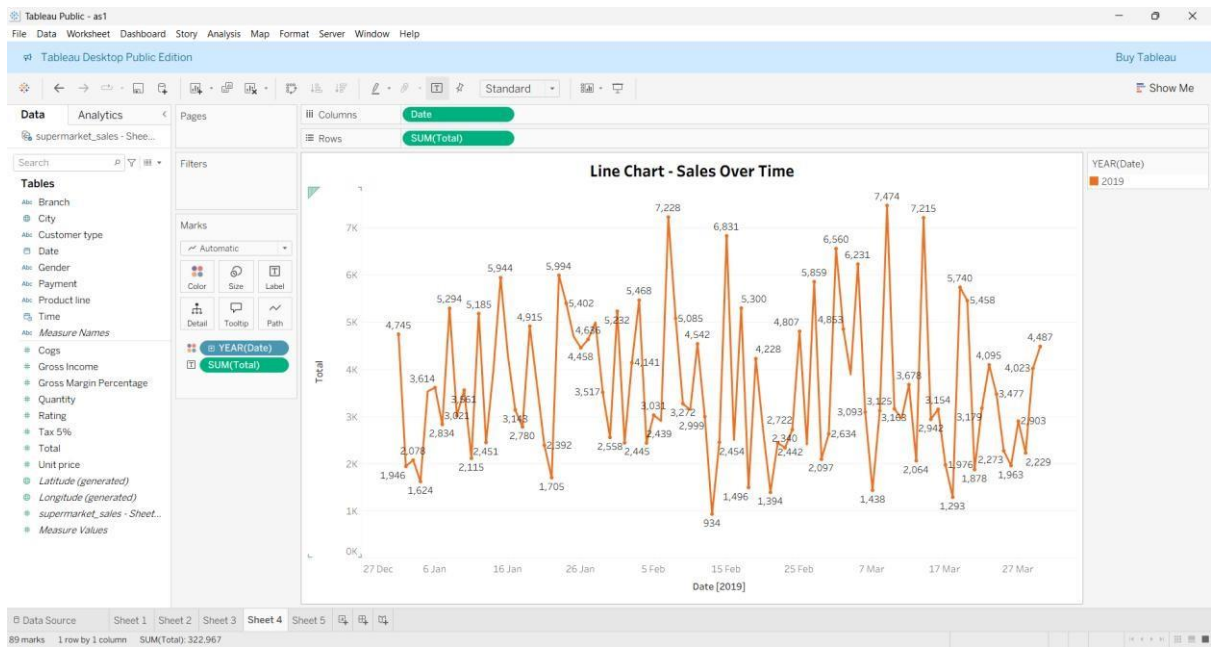 Tableau Public - as1
File Data Worksheet Dashboard Story Analysis Map Format Server Window Help
Tableau Desktop Public Edition
Buy Tableau
Standard
Show Me
Data Analytics
supermarket_sales - Shee...
Search
Tables
Abc Branch
City
Abc Customer type
Date
Abc Gender
Abc Payment
Abc Product line
Time
Abc Measure Names
Cogs
Gross Income
Gross Margin Percentage
Quantity
Rating
Tax 5%
Total
Unit price
Latitude (generated)
Longitude (generated)
supermarket_sales - Sheet...
Measure Values
Pages
Filters
Marks
Automatic
Color Size Label
Detail Tooltip Path
YEAR(Date)
SUM(Total)
Columns Date
Rows SUM(Total)
Line Chart - Sales Over Time
Total
7K
6K
5K
4K
3K
2K
1K
0K
7,474
7,228 7,215
6,831
6,560
6,231
5,944 5,994 5,859 5,740
5,294 5,185 5,402 5,468 5,300 5,458
4,745 4,915 4,636 5,232 5,085 4,807 4,853
4,458 4,542 4,487
4,141 4,228 4,095 4,023
3,614 3,517 3,678 3,477
3,561 3,021 3,143 3,031 3,272 3,093 3,125 3,163 3,154 3,179
2,834 2,780 2,999 2,722 2,942 2,903
2,078 2,451 2,392 2,558 2,445 2,439 2,454 2,340 2,442 2,634
1,946 2,115 2,097 2,064 1,976 2,273 2,229
1,624 1,705 1,496 1,394 1,438 1,293 1,878 1,963
934
27 Dec 6 Jan 16 Jan 26 Jan 5 Feb 15 Feb 25 Feb 7 Mar 17 Mar 27 Mar
Date [2019]
YEAR(Date)
2019
Data Source Sheet 1 Sheet 2 Sheet 3 Sheet 4 Sheet 5
89 marks 1 row by 1 column SUM(Total): 322,967